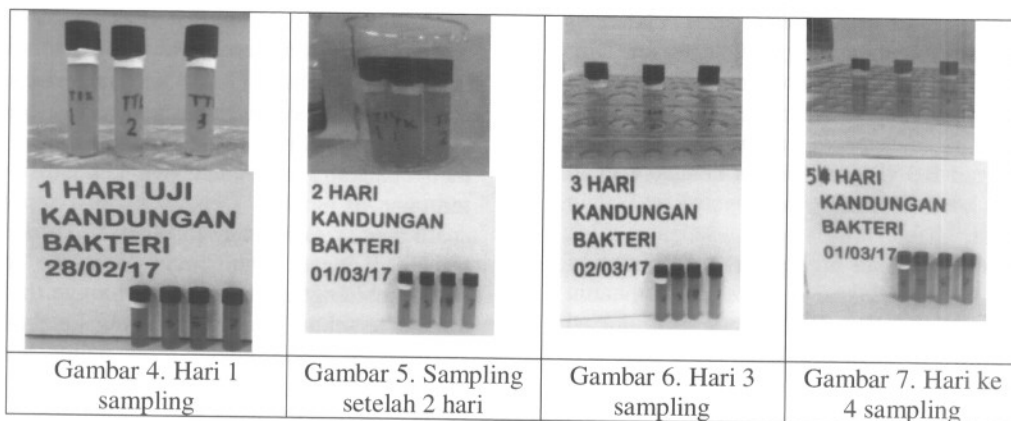 1 HARI UJI
KANDUNGAN
BAKTERI
28/02/17
Gambar 4. Hari 1
sampling
2 HARI
KANDUNGAN
BAKTERI
01/03/17
Gambar 5. Sampling
setelah 2 hari
3 HARI
KANDUNGAN
BAKTERI
02/03/17
Gambar 6. Hari 3
sampling
HARI
KANDUNGAN
BAKTERI
01/03/17
Gambar 7. Hari ke
4 sampling